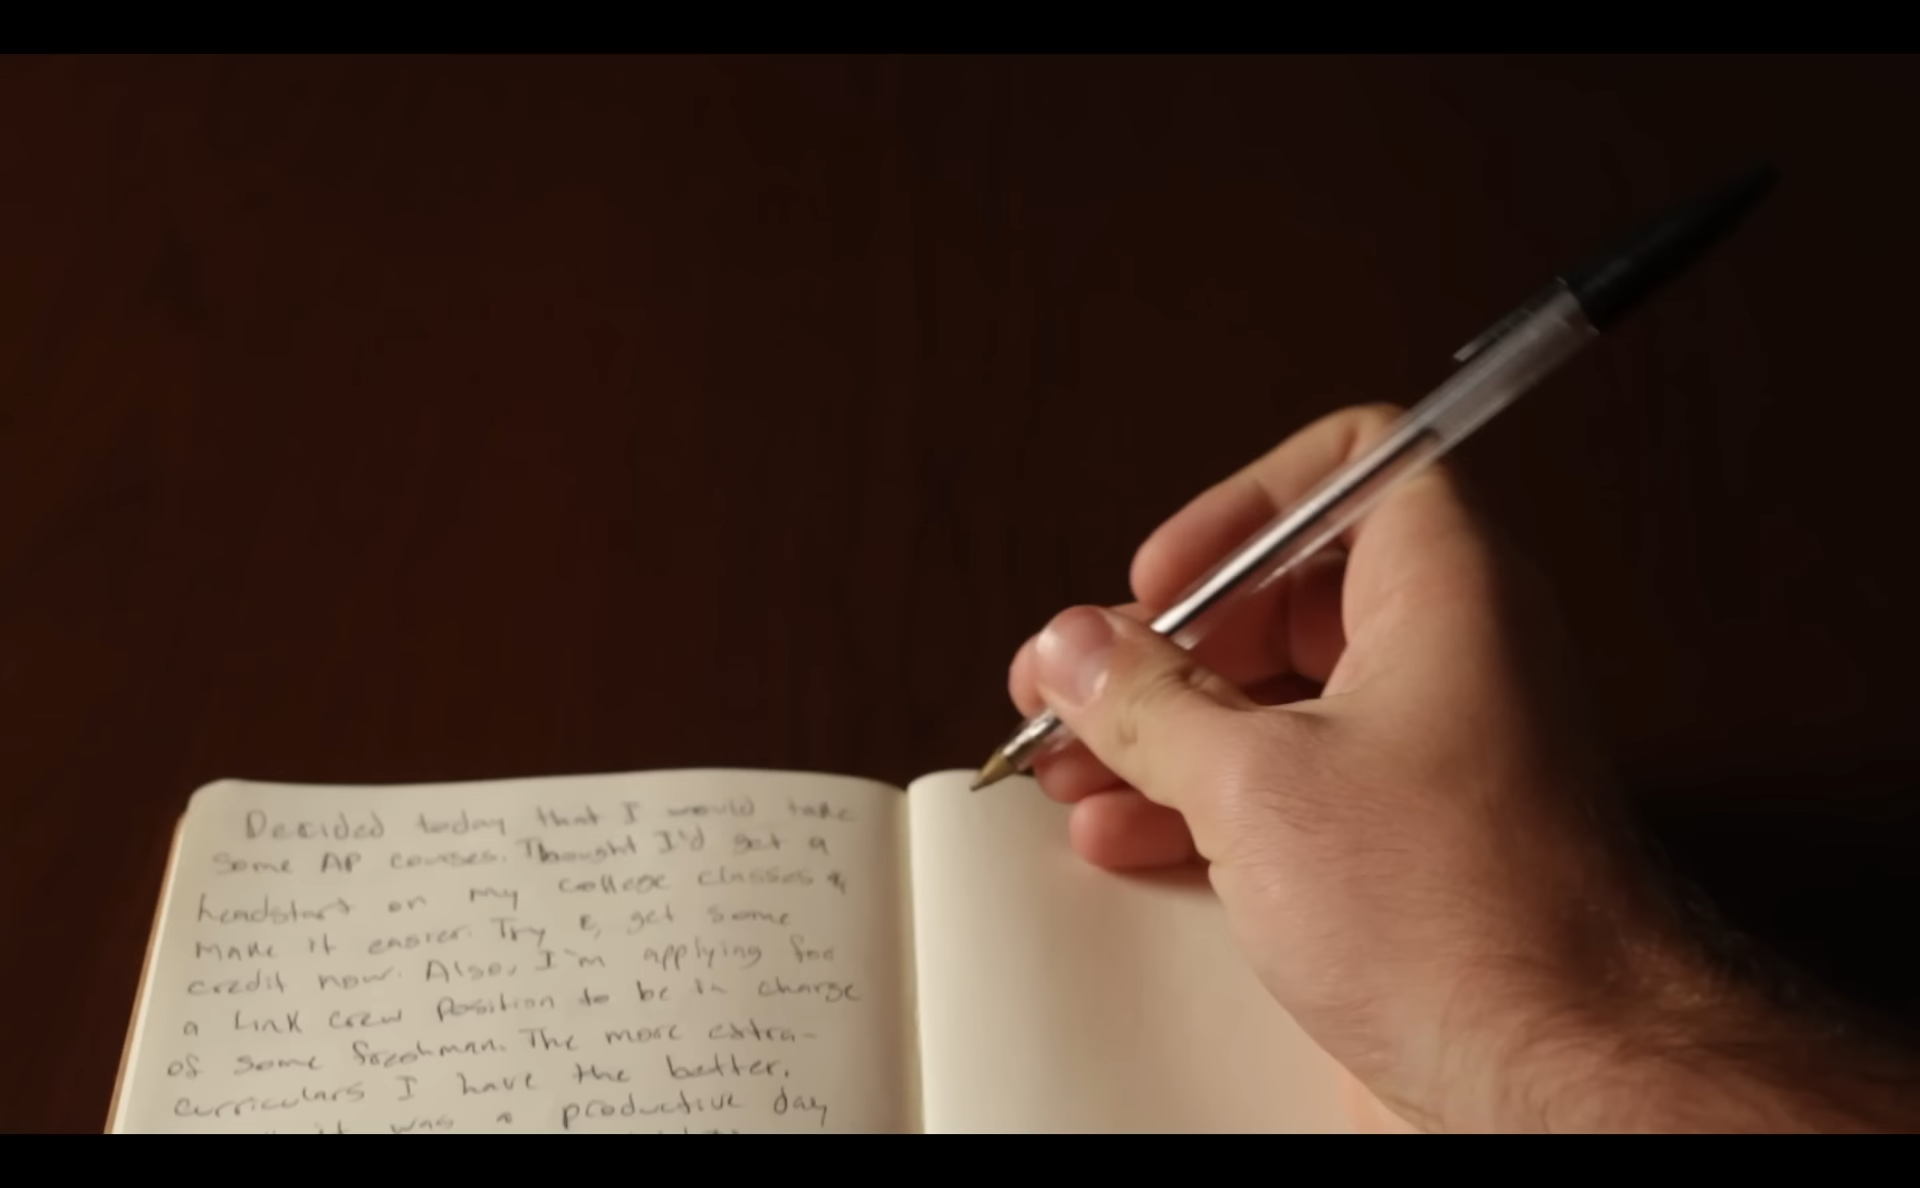 Decided today that I would take
some AP courses. Thought I'd get a
headstart on my college classes &
make it easier. Try & get some
credit now. Also, I'm applying for
a Link Crew Position to be in charge
of some freshman. The more extra-
curriculars I have the better.
it was a productive day